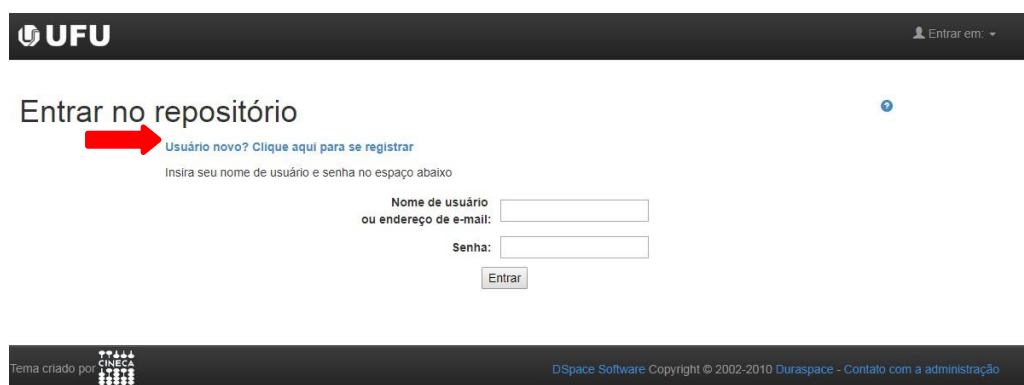 UFU
Entrar em:
Entrar no repositório
Usuário novo? Clique aqui para se registrar
Insira seu nome de usuário e senha no espaço abaixo
Nome de usuário
ou endereço de e-mail:
Senha:
Entrar
Tema criado por CINECA
DSpace Software Copyright © 2002-2010 Duraspace - Contato com a administração